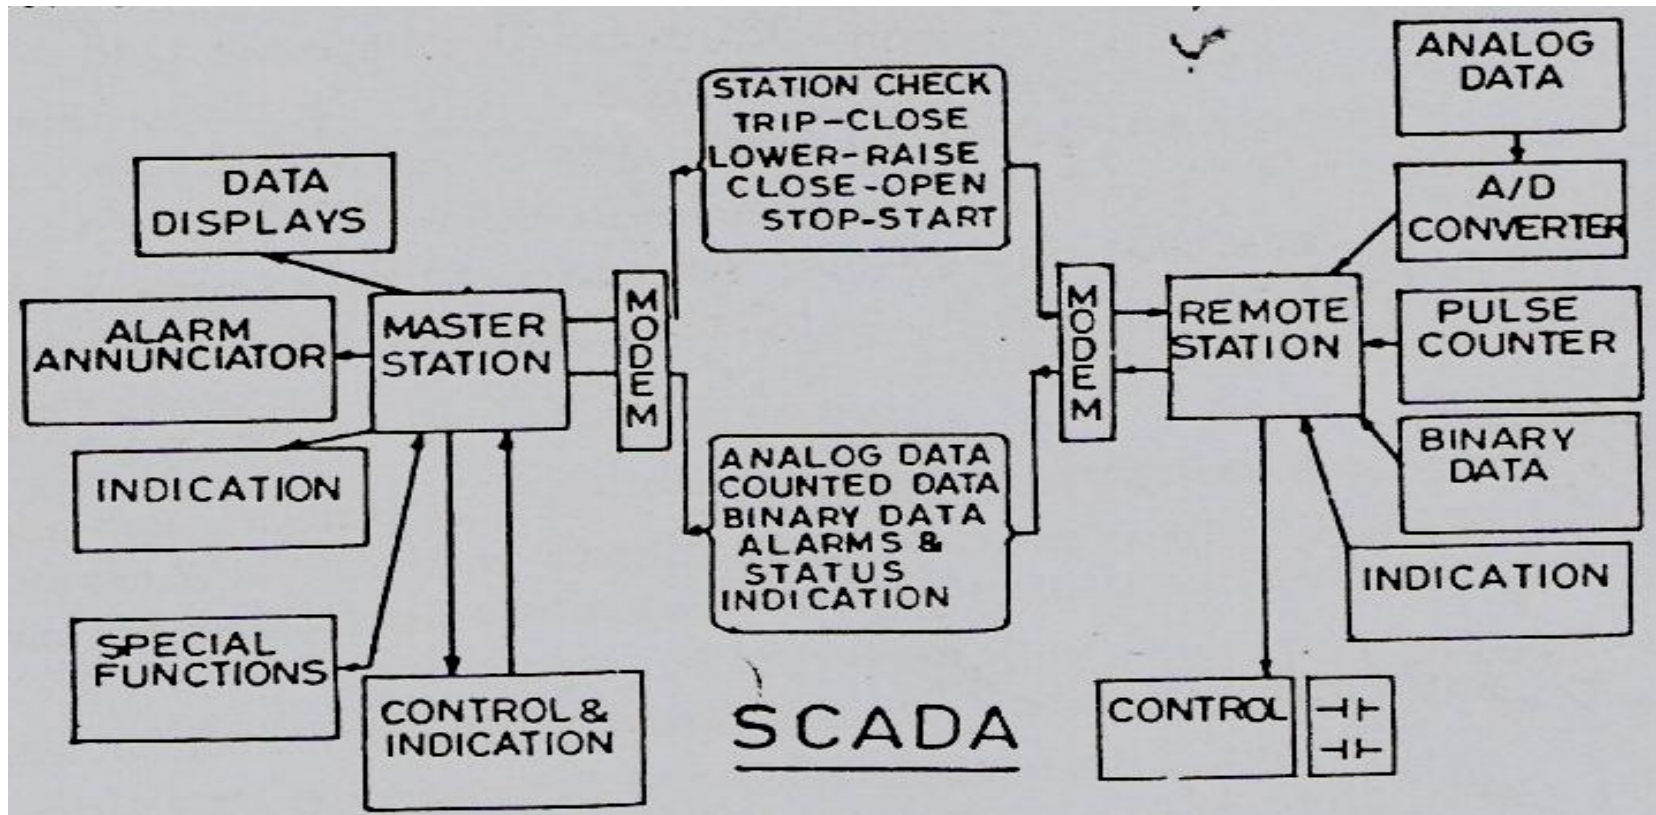 DATA
DISPLAYS
ALARM
ANNUNCIATOR
INDICATION
SPECIAL
FUNCTIONS
MASTER
STATION
CONTROL &
INDICATION
MODEM
STATION CHECK
TRIP-CLOSE
LOWER-RAISE
CLOSE-OPEN
STOP-START
ANALOG DATA
COUNTED DATA
BINARY DATA
ALARMS &
STATUS
INDICATION
SCADA
MODEM
REMOTE
STATION
ANALOG
DATA
A/D
CONVERTER
PULSE
COUNTER
BINARY
DATA
INDICATION
CONTROL